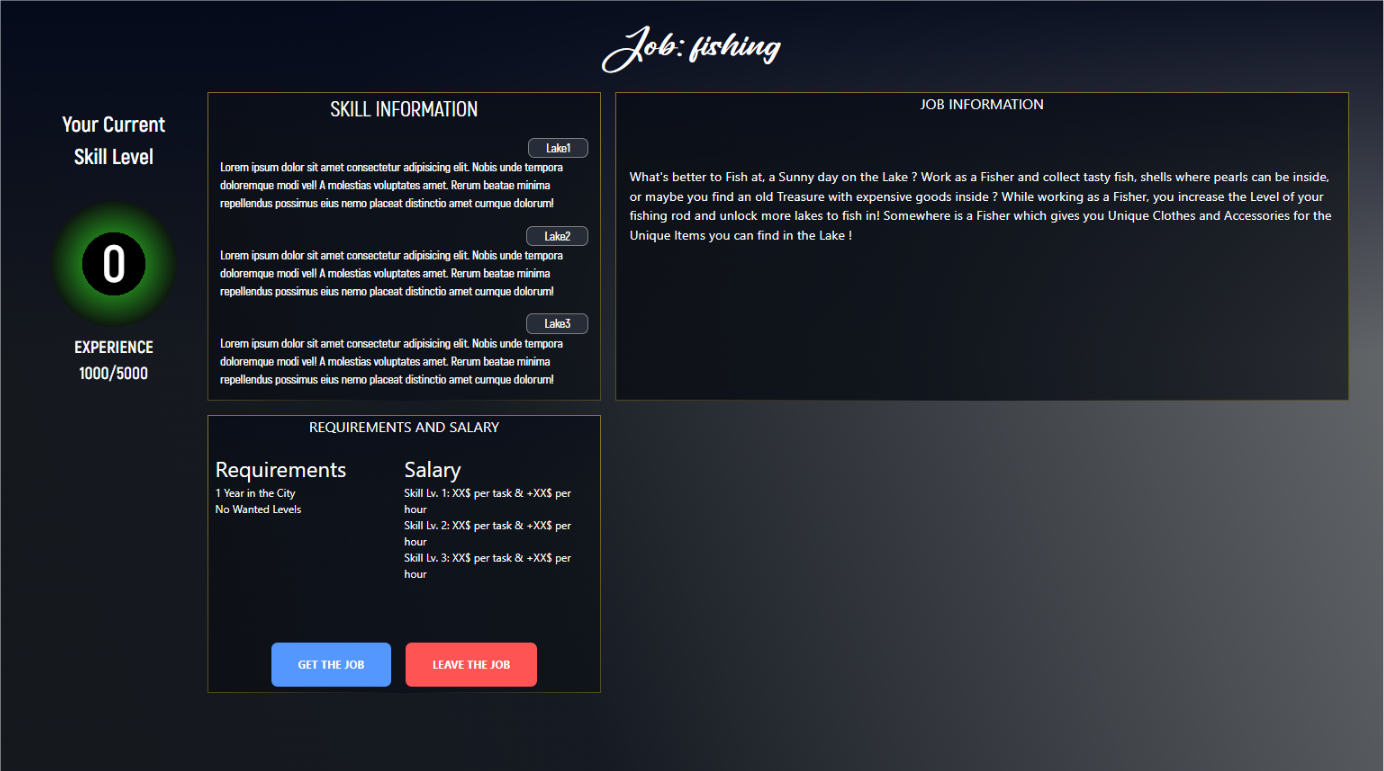 Job: fishing
Your Current
Skill Level
0
EXPERIENCE
1000/5000
SKILL INFORMATION
Lake1
Lorem ipsum dolor sit amet consectetur adipisicing elit. Nobis unde tempora
doloremque modi vel! A molestias voluptates amet. Rerum beatae minima
repellendus possimus eius nemo placeat distinctio amet cumque dolorum!
Lake2
Lorem ipsum dolor sit amet consectetur adipisicing elit. Nobis unde tempora
doloremque modi vel! A molestias voluptates amet. Rerum beatae minima
repellendus possimus eius nemo placeat distinctio amet cumque dolorum!
Lake3
Lorem ipsum dolor sit amet consectetur adipisicing elit. Nobis unde tempora
doloremque modi vel! A molestias voluptates amet. Rerum beatae minima
repellendus possimus eius nemo placeat distinctio amet cumque dolorum!
JOB INFORMATION
What's better to Fish at, a Sunny day on the Lake ? Work as a Fisher and collect tasty fish, shells where pearls can be inside,
or maybe you find an old Treasure with expensive goods inside ? While working as a Fisher, you increase the Level of your
fishing rod and unlock more lakes to fish in! Somewhere is a Fisher which gives you Unique Clothes and Accessories for the
Unique Items you can find in the Lake !
REQUIREMENTS AND SALARY
Requirements
1 Year in the City
No Wanted Levels
Salary
Skill Lv. 1: XX$ per task & +XX$ per
hour
Skill Lv. 2: XX$ per task & +XX$ per
hour
Skill Lv. 3: XX$ per task & +XX$ per
hour
GET THE JOB
LEAVE THE JOB